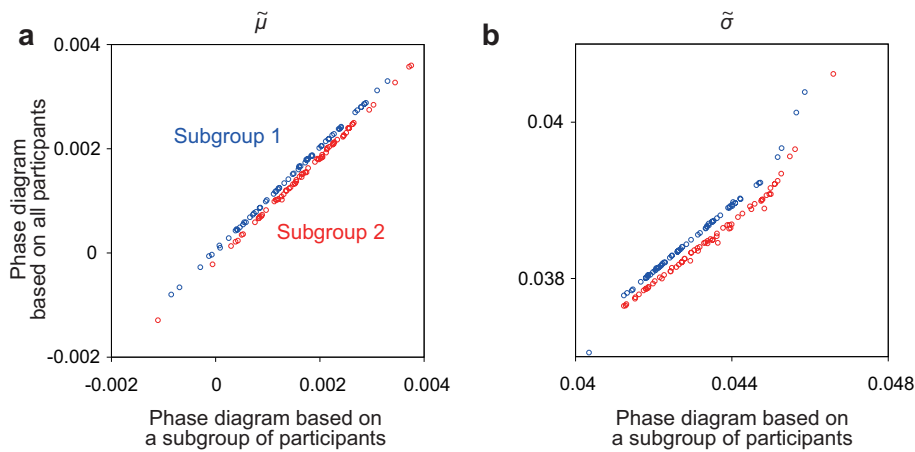 a
μ̃
0.004
0.002
0
-0.002
Phase diagram
based on all particpants
Subgroup 1
Subgroup 2
-0.002 0 0.002 0.004
Phase diagram based on
a subgroup of participants
b
σ̃
0.04
0.038
0.04 0.044 0.048
Phase diagram based on
a subgroup of participants